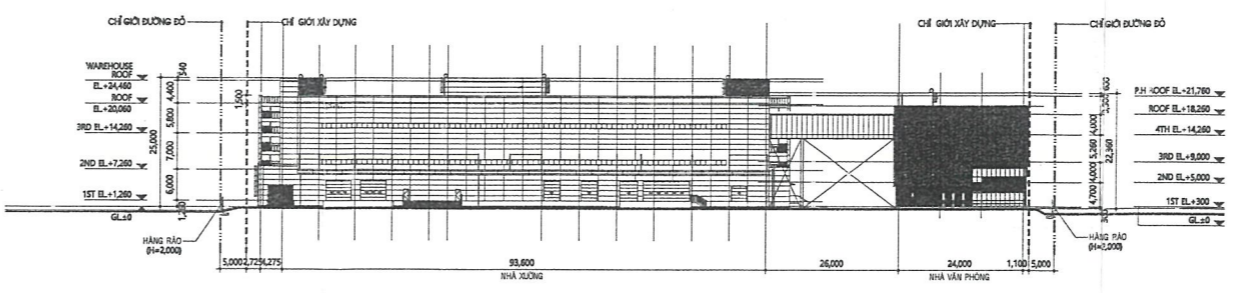 CHỈ GIỚI ĐƯỜNG ĐỎ
CHỈ GIỚI XÂY DỰNG
CHỈ GIỚI XÂY DỰNG
CHỈ GIỚI ĐƯỜNG ĐỎ
WAREHOUSE
ROOF
EL+24,460
ROOF
EL+20,060
3RD EL+14,260
2ND EL+7,260
1ST EL+1,260
GL±0
HÀNG RÀO
(H=2,000)
25,000
540
4,400
5,800
7,000
6,000
1,500
P.H ROOF EL+21,760
ROOF EL+18,260
4TH EL+14,260
3RD EL+9,000
2ND EL+5,000
1ST EL+300
GL±0
HÀNG RÀO
4,000
5,260
4,000
4,700
22,360
5,000
4,275
93,600
26,000
24,000
1,100
5,000
NHÀ XƯỞNG
NHÀ VĂN PHÒNG